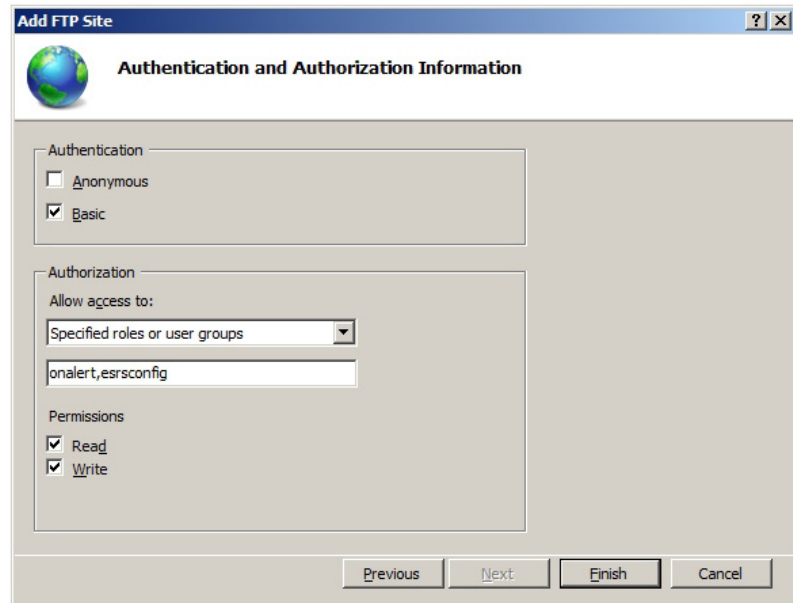 Add FTP Site
Authentication and Authorization Information
Authentication
Anonymous
Basic
Authorization
Allow access to:
Specified roles or user groups
onalert,esrsconfig
Permissions
Read
Write
Previous Next Finish Cancel